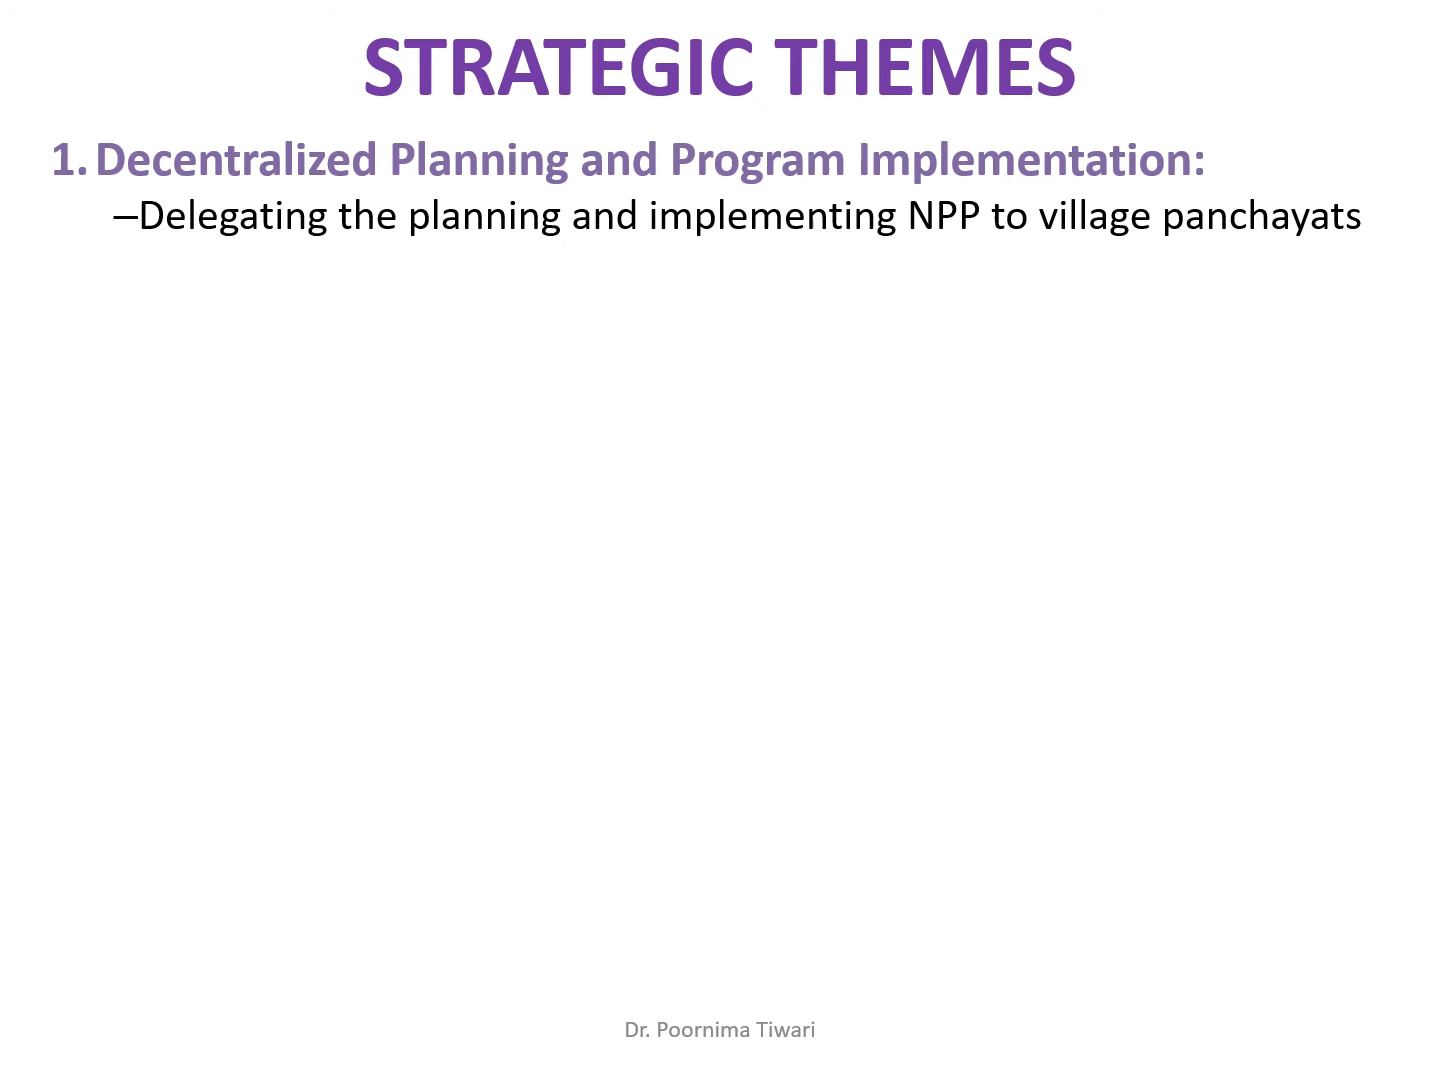 STRATEGIC THEMES
1. Decentralized Planning and Program Implementation:
–Delegating the planning and implementing NPP to village panchayats
Dr. Poornima Tiwari